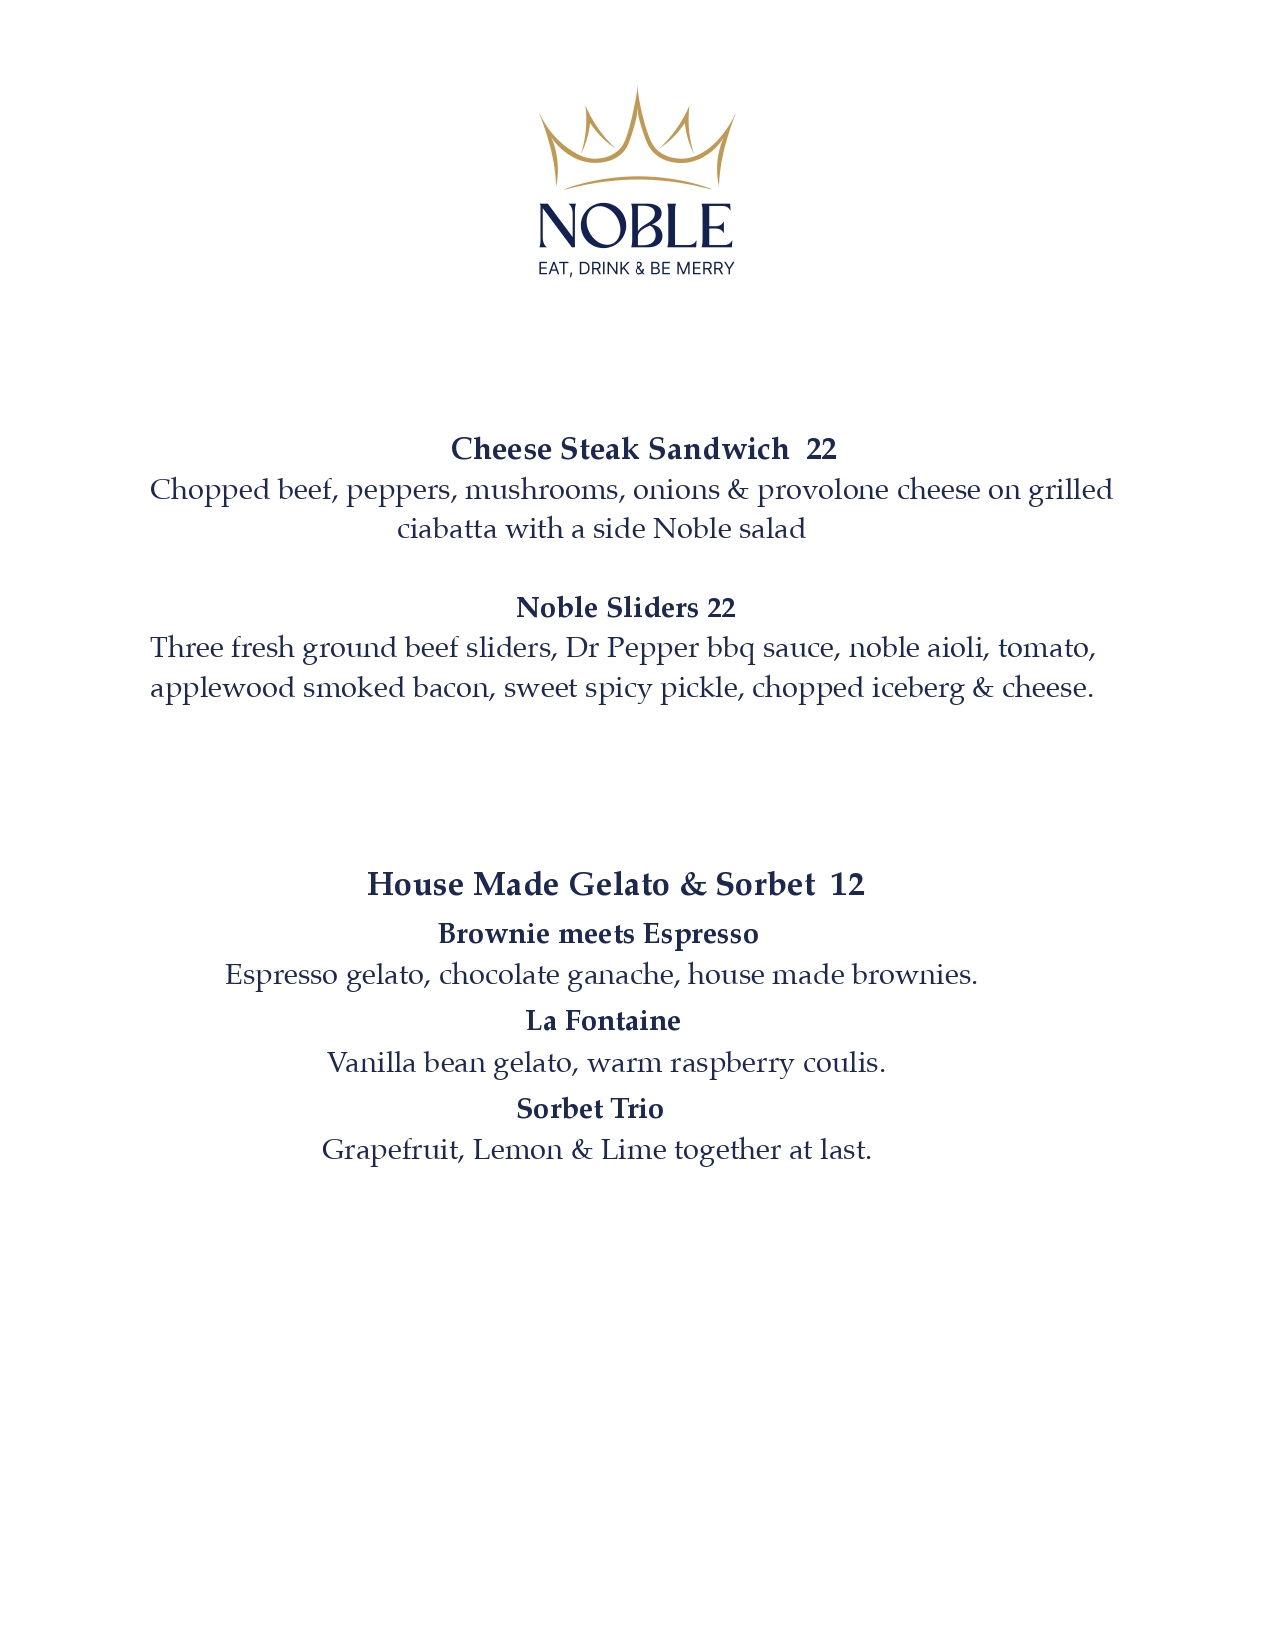 NOBLE
EAT, DRINK & BE MERRY
Cheese Steak Sandwich 22
Chopped beef, peppers, mushrooms, onions & provolone cheese on grilled
ciabatta with a side Noble salad
Noble Sliders 22
Three fresh ground beef sliders, Dr Pepper bbq sauce, noble aioli, tomato,
applewood smoked bacon, sweet spicy pickle, chopped iceberg & cheese.
House Made Gelato & Sorbet 12
Brownie meets Espresso
Espresso gelato, chocolate ganache, house made brownies.
La Fontaine
Vanilla bean gelato, warm raspberry coulis.
Sorbet Trio
Grapefruit, Lemon & Lime together at last.